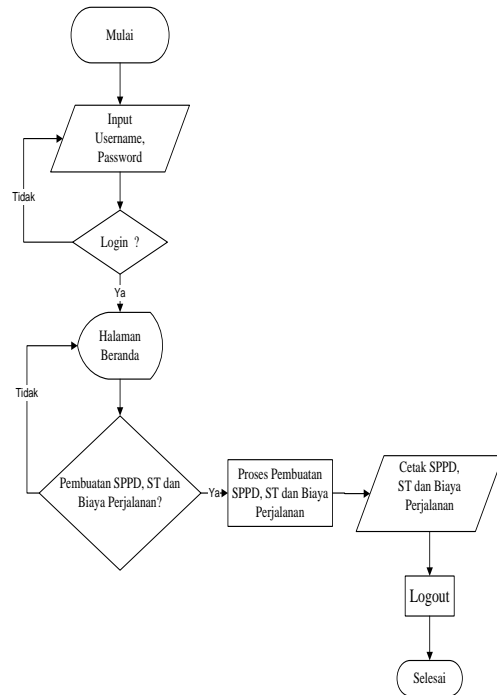 Mulai
Input
Username,
Password
Tidak
Login ?
Ya
Halaman
Beranda
Tidak
Pembuatan SPPD, ST dan
Biaya Perjalanan?
Ya
Proses Pembuatan
SPPD, ST dan Biaya
Perjalanan
Cetak SPPD,
ST dan Biaya
Perjalanan
Logout
Selesai